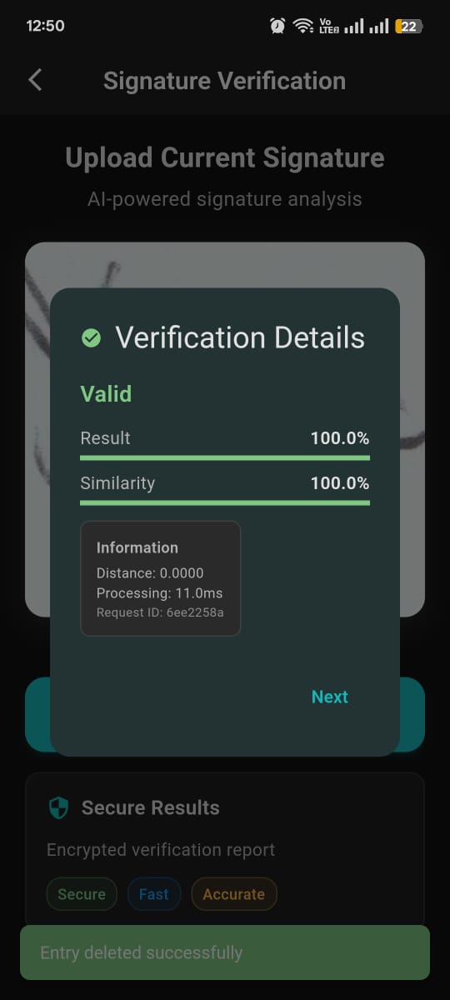 12:50
Vo
LTE2
22
Signature Verification
Upload Current Signature
AI-powered signature analysis
Verification Details
Valid
Result 100.0%
Similarity 100.0%
Information
Distance: 0.0000
Processing: 11.0ms
Request ID: 6ee2258a
Next
Secure Results
Encrypted verification report
Secure Fast Accurate
Entry deleted successfully